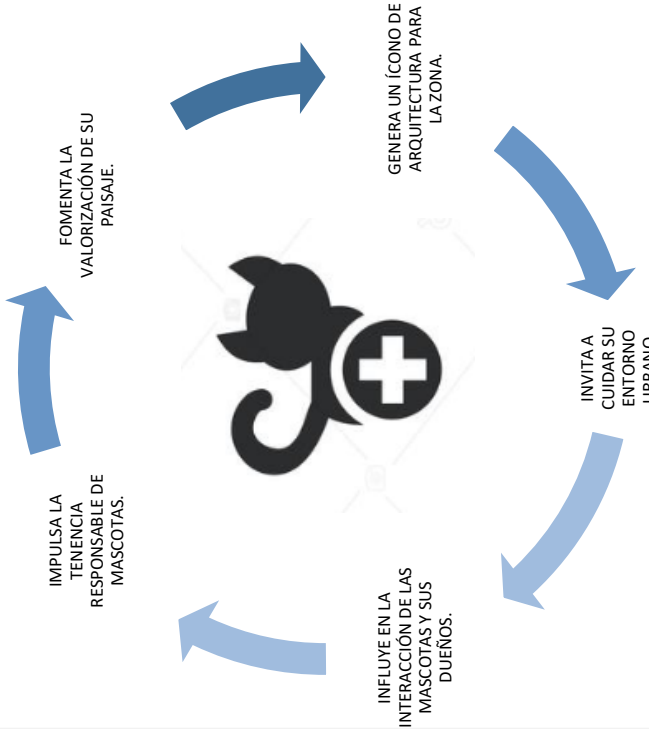 IMPULSA LA
TENENCIA
RESPONSABLE DE
MASCOTAS.
FOMENTA LA
VALORIZACIÓN DE SU
PAISAJE.
GENERA UN ÍCONO DE
ARQUITECTURA PARA
LA ZONA.
INVITA A
CUIDAR SU
ENTORNO
URBANO
INFLUYE EN LA
INTERACCIÓN DE LAS
MASCOTAS Y SUS
DUEÑOS.